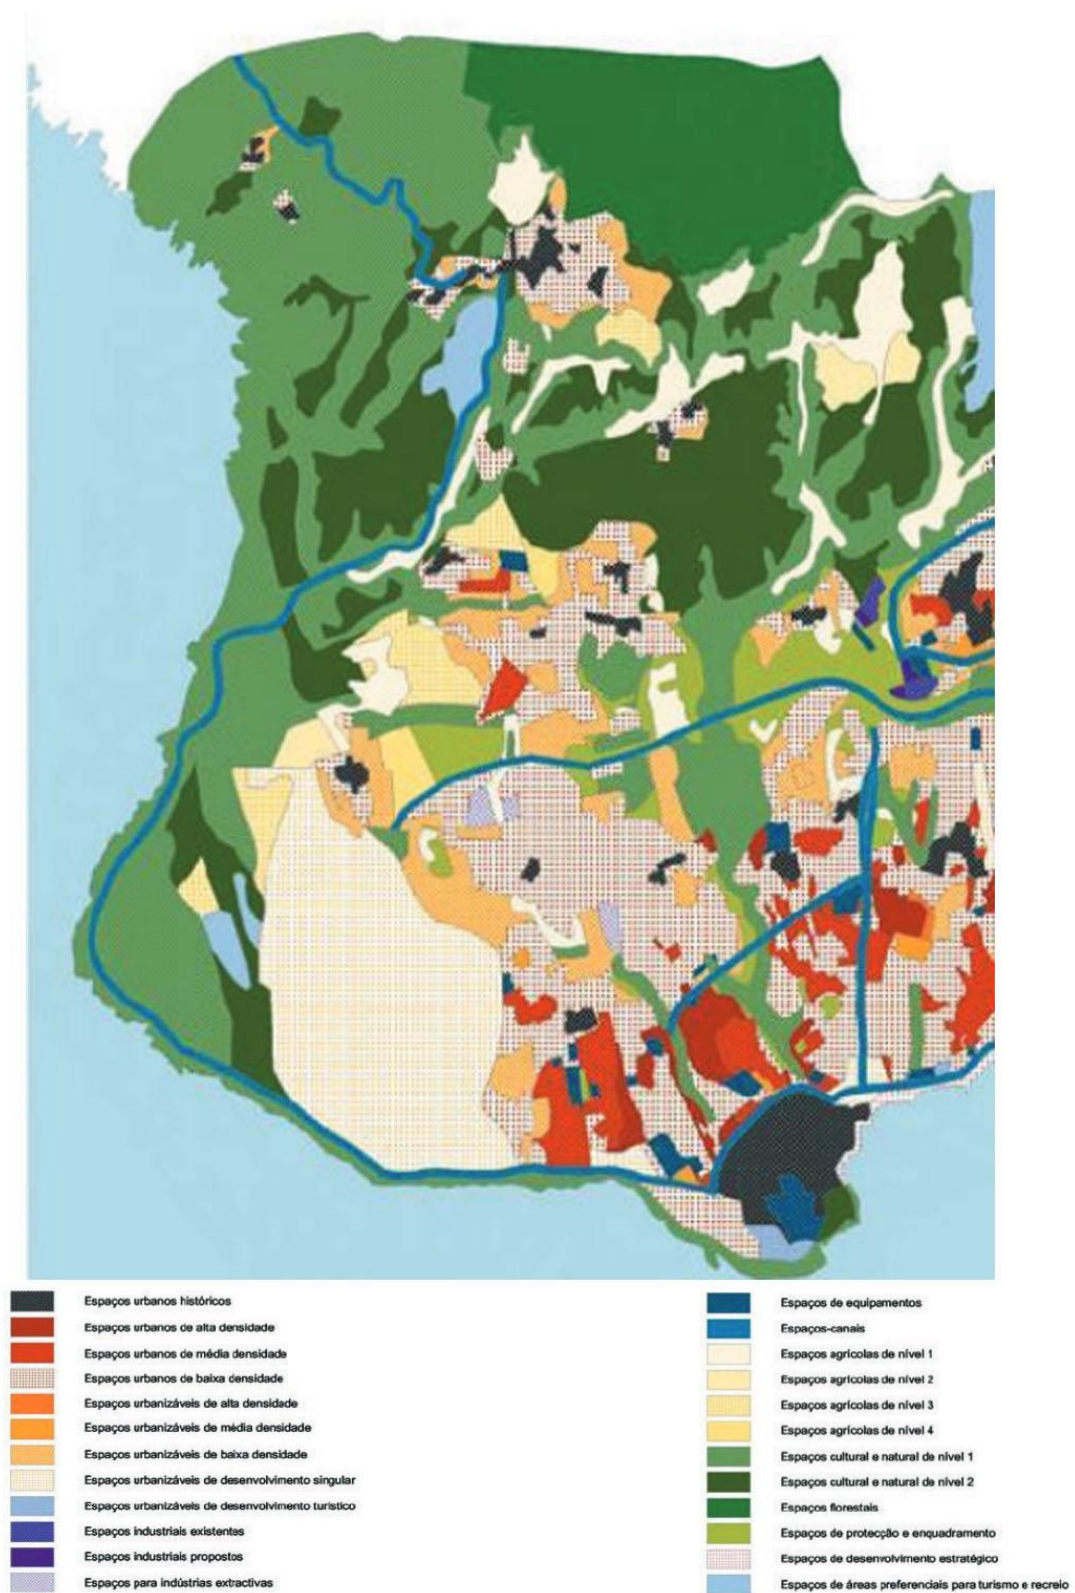 Espaços urbanos históricos
Espaços urbanos de alta densidade
Espaços urbanos de média densidade
Espaços urbanos de baixa densidade
Espaços urbanizáveis de alta densidade
Espaços urbanizáveis de média densidade
Espaços urbanizáveis de baixa densidade
Espaços urbanizáveis de desenvolvimento singular
Espaços urbanizáveis de desenvolvimento turístico
Espaços industriais existentes
Espaços industriais propostos
Espaços para indústrias extractivas
Espaços de equipamentos
Espaços-canais
Espaços agrícolas de nível 1
Espaços agrícolas de nível 2
Espaços agrícolas de nível 3
Espaços agrícolas de nível 4
Espaços cultural e natural de nível 1
Espaços cultural e natural de nível 2
Espaços florestais
Espaços de protecção e enquadramento
Espaços de desenvolvimento estratégico
Espaços de áreas preferenciais para turismo e recreio